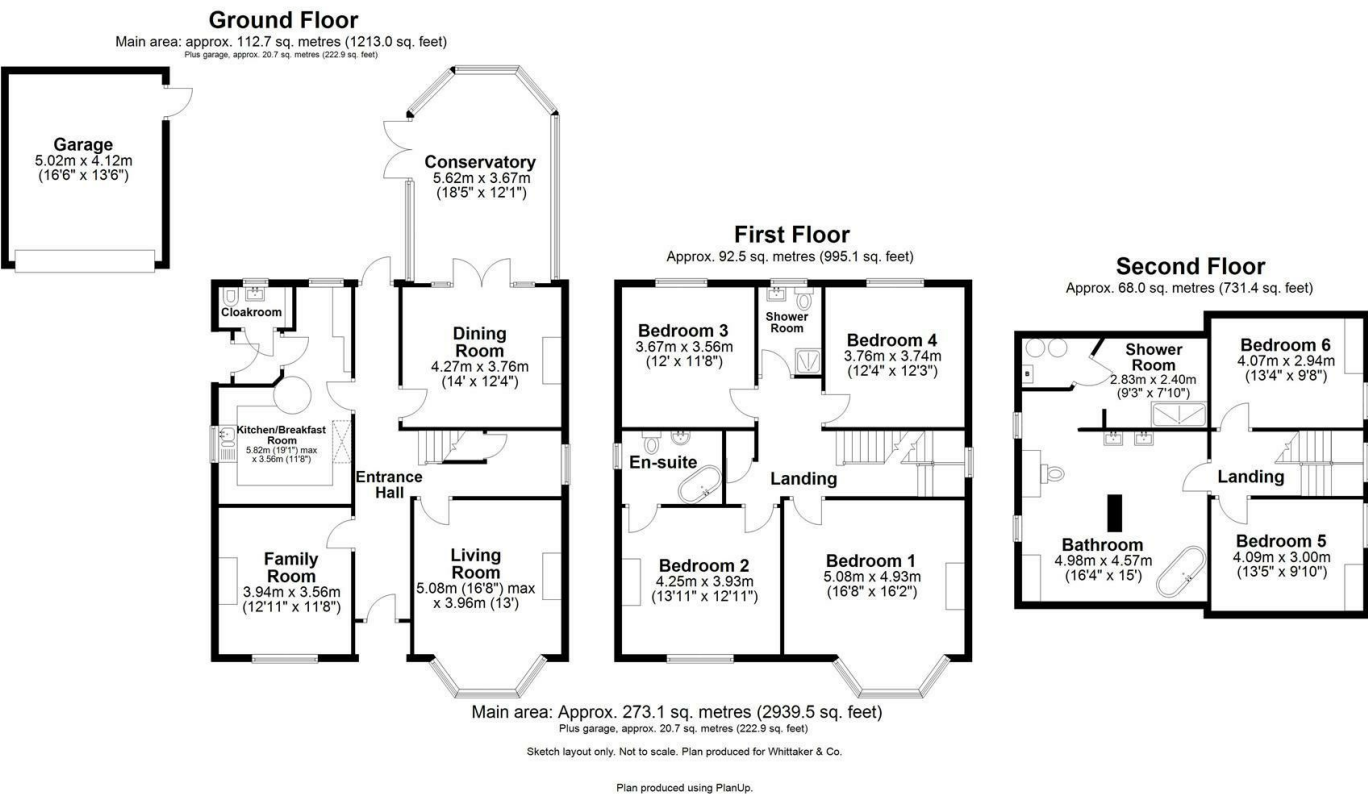 Ground Floor
Main area: approx. 112.7 sq. metres (1213.0 sq. feet)
Plus garage, approx. 20.7 sq. metres (222.9 sq. feet)
Garage
5.02m x 4.12m
(16'6" x 13'6")
Conservatory
5.62m x 3.67m
(18'5" x 12'1")
Cloakroom
Dining
Room
4.27m x 3.76m
(14' x 12'4")
Kitchen/Breakfast
Room
5.82m (19'1") max
x 3.56m (11'8")
Entrance
Hall
Family
Room
3.94m x 3.56m
(12'11" x 11'8")
Living
Room
5.08m (16'8") max
x 3.96m (13')
First Floor
Approx. 92.5 sq. metres (995.1 sq. feet)
Bedroom 3
3.67m x 3.56m
(12' x 11'8")
Shower
Room
Bedroom 4
3.76m x 3.74m
(12'4" x 12'3")
En-suite
Landing
Bedroom 2
4.25m x 3.93m
(13'11" x 12'11")
Bedroom 1
5.08m x 4.93m
(16'8" x 16'2")
Second Floor
Approx. 68.0 sq. metres (731.4 sq. feet)
Shower
Room
2.83m x 2.40m
(9'3" x 7'10")
Bedroom 6
4.07m x 2.94m
(13'4" x 9'8")
Landing
Bathroom
4.98m x 4.57m
(16'4" x 15')
Bedroom 5
4.09m x 3.00m
(13'5" x 9'10")
Main area: Approx. 273.1 sq. metres (2939.5 sq. feet)
Plus garage, approx. 20.7 sq. metres (222.9 sq. feet)
Sketch layout only. Not to scale. Plan produced for Whittaker & Co.
Plan produced using PlanUp.